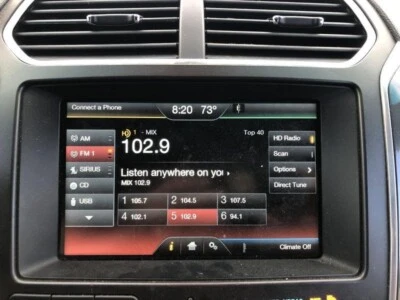 Connect a Phone
8:20 73°
AM
HD 1 - MIX
Top 40
HD Radio
FM 1
102.9
Scan
SIRIUS
Listen anywhere on you
Options
CD
MIX 102.9
Direct Tune
USB
1 105.7
2 104.5
3 107.5
4 102.1
5 102.9
6 94.1
Climate Off